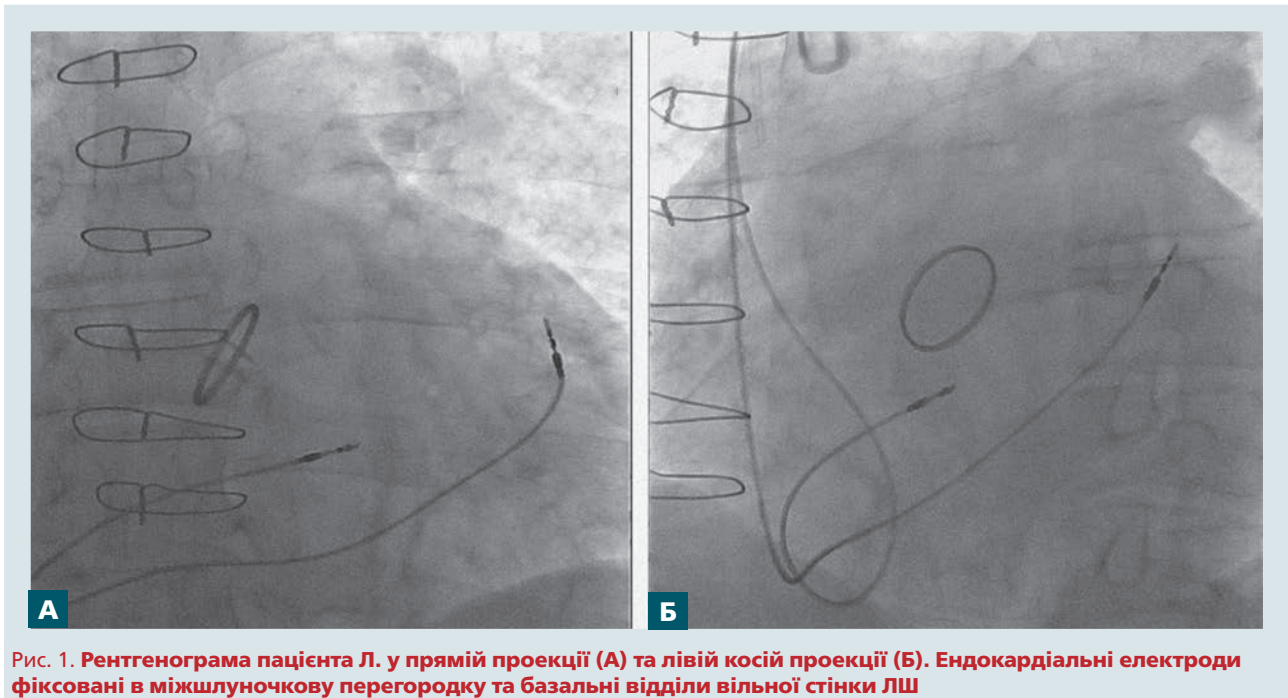 А
Б
Рис. 1. Рентгенограма пацієнта Л. у прямій проекції (А) та лівій косій проекції (Б). Ендокардіальні електроди
фіксовані в міжшлуночкову перегородку та базальні відділи вільної стінки ЛШ